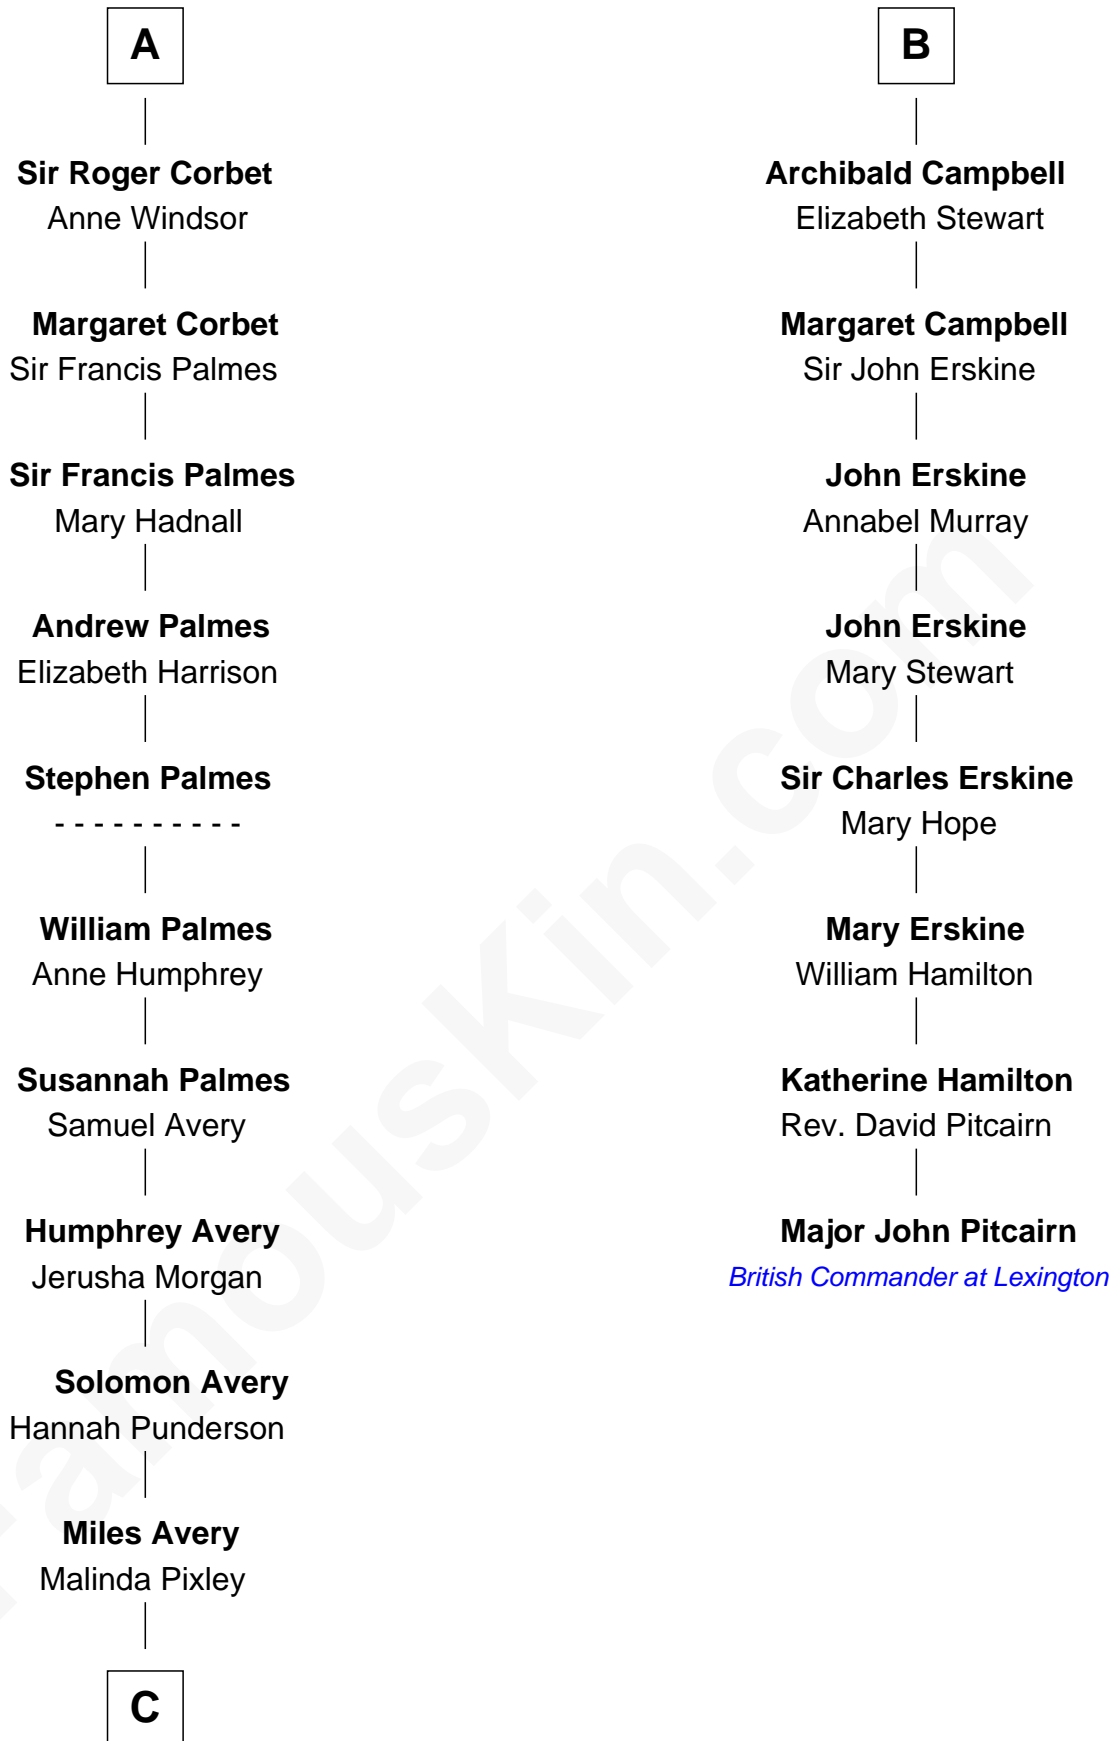 A
Sir Roger Corbet
Anne Windsor
Margaret Corbet
Sir Francis Palmes
Sir Francis Palmes
Mary Hadnall
Andrew Palmes
Elizabeth Harrison
Stephen Palmes
- - - - - - - - - -
William Palmes
Anne Humphrey
Susannah Palmes
Samuel Avery
Humphrey Avery
Jerusha Morgan
Solomon Avery
Hannah Punderson
Miles Avery
Malinda Pixley
C
B
Archibald Campbell
Elizabeth Stewart
Margaret Campbell
Sir John Erskine
John Erskine
Annabel Murray
John Erskine
Mary Stewart
Sir Charles Erskine
Mary Hope
Mary Erskine
William Hamilton
Katherine Hamilton
Rev. David Pitcairn
Major John Pitcairn
British Commander at Lexington
FamousKin.com